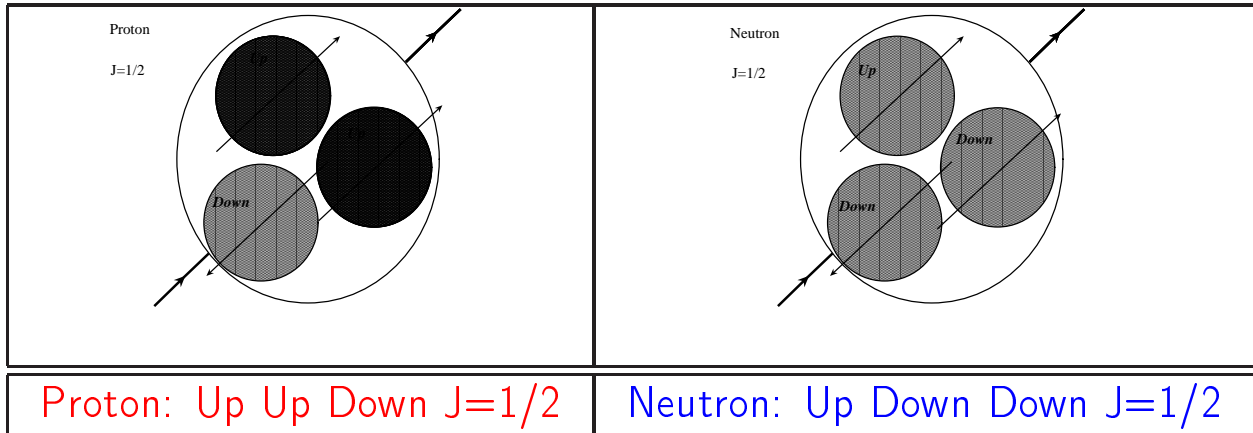 Proton
J=1/2
Up
Up
Down
Neutron
J=1/2
Up
Down
Down
Proton: Up Up Down J=1/2
Neutron: Up Down Down J=1/2